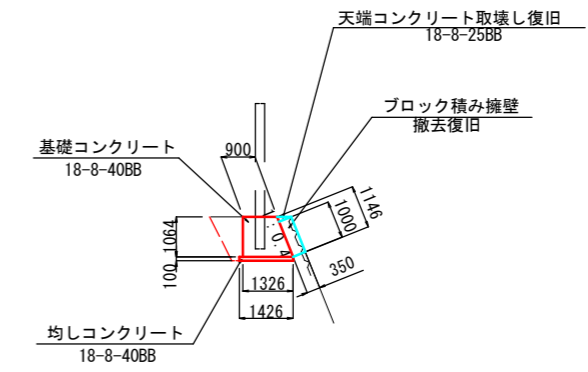 天端コンクリート取壊し復旧
18-8-25BB
ブロック積み擁壁
撤去復旧
基礎コンクリート
18-8-40BB
900
1146
1000
1:0.4
1064
100
350
1326
1426
均しコンクリート
18-8-40BB